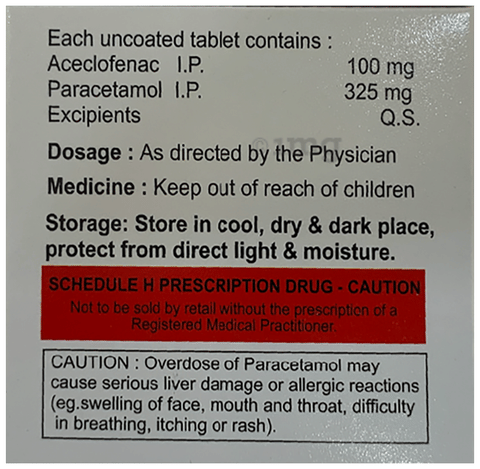 Each uncoated tablet contains :
Aceclofenac I.P. 100 mg
Paracetamol I.P. 325 mg
Excipients Q.S.
1mg
Dosage : As directed by the Physician
Medicine : Keep out of reach of children
Storage: Store in cool, dry & dark place,
protect from direct light & moisture.
SCHEDULE H PRESCRIPTION DRUG - CAUTION
Not to be sold by retail without the prescription of a
Registered Medical Practitioner.
CAUTION : Overdose of Paracetamol may
cause serious liver damage or allergic reactions
(eg.swelling of face, mouth and throat, difficulty
in breathing, itching or rash).